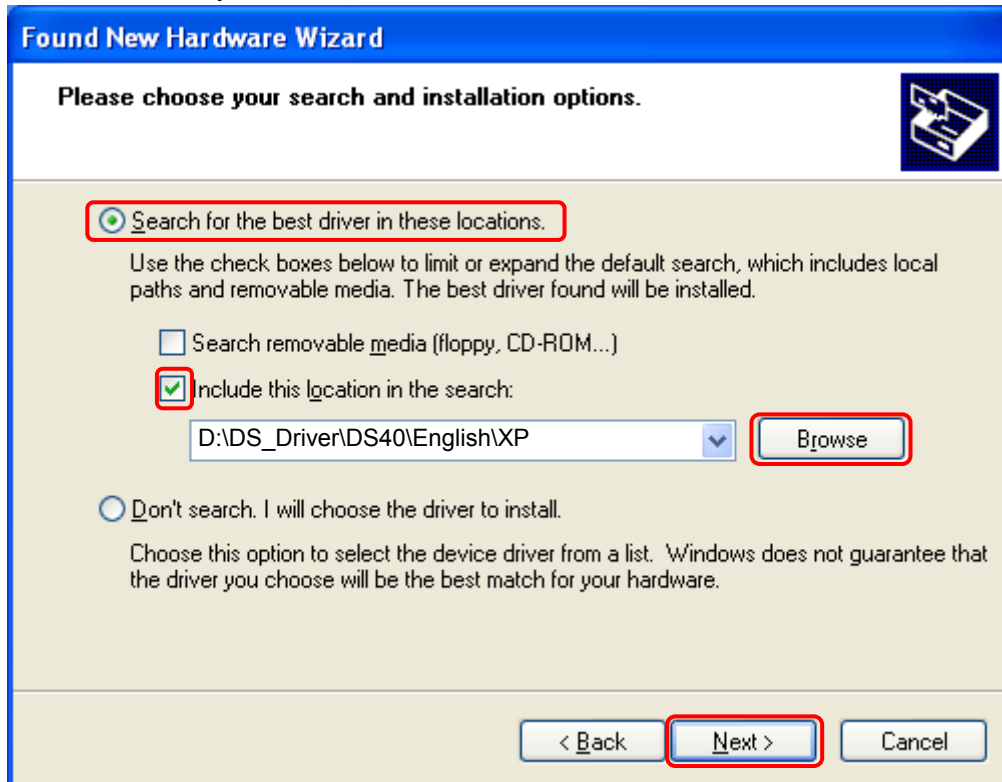 Found New Hardware Wizard
Please choose your search and installation options.
Search for the best driver in these locations.
Use the check boxes below to limit or expand the default search, which includes local
paths and removable media. The best driver found will be installed.
Search removable media (floppy, CD-ROM...)
Include this location in the search:
D:\DS_Driver\DS40\English\XP
Browse
Don't search. I will choose the driver to install.
Choose this option to select the device driver from a list. Windows does not guarantee that
the driver you choose will be the best match for your hardware.
< Back Next > Cancel